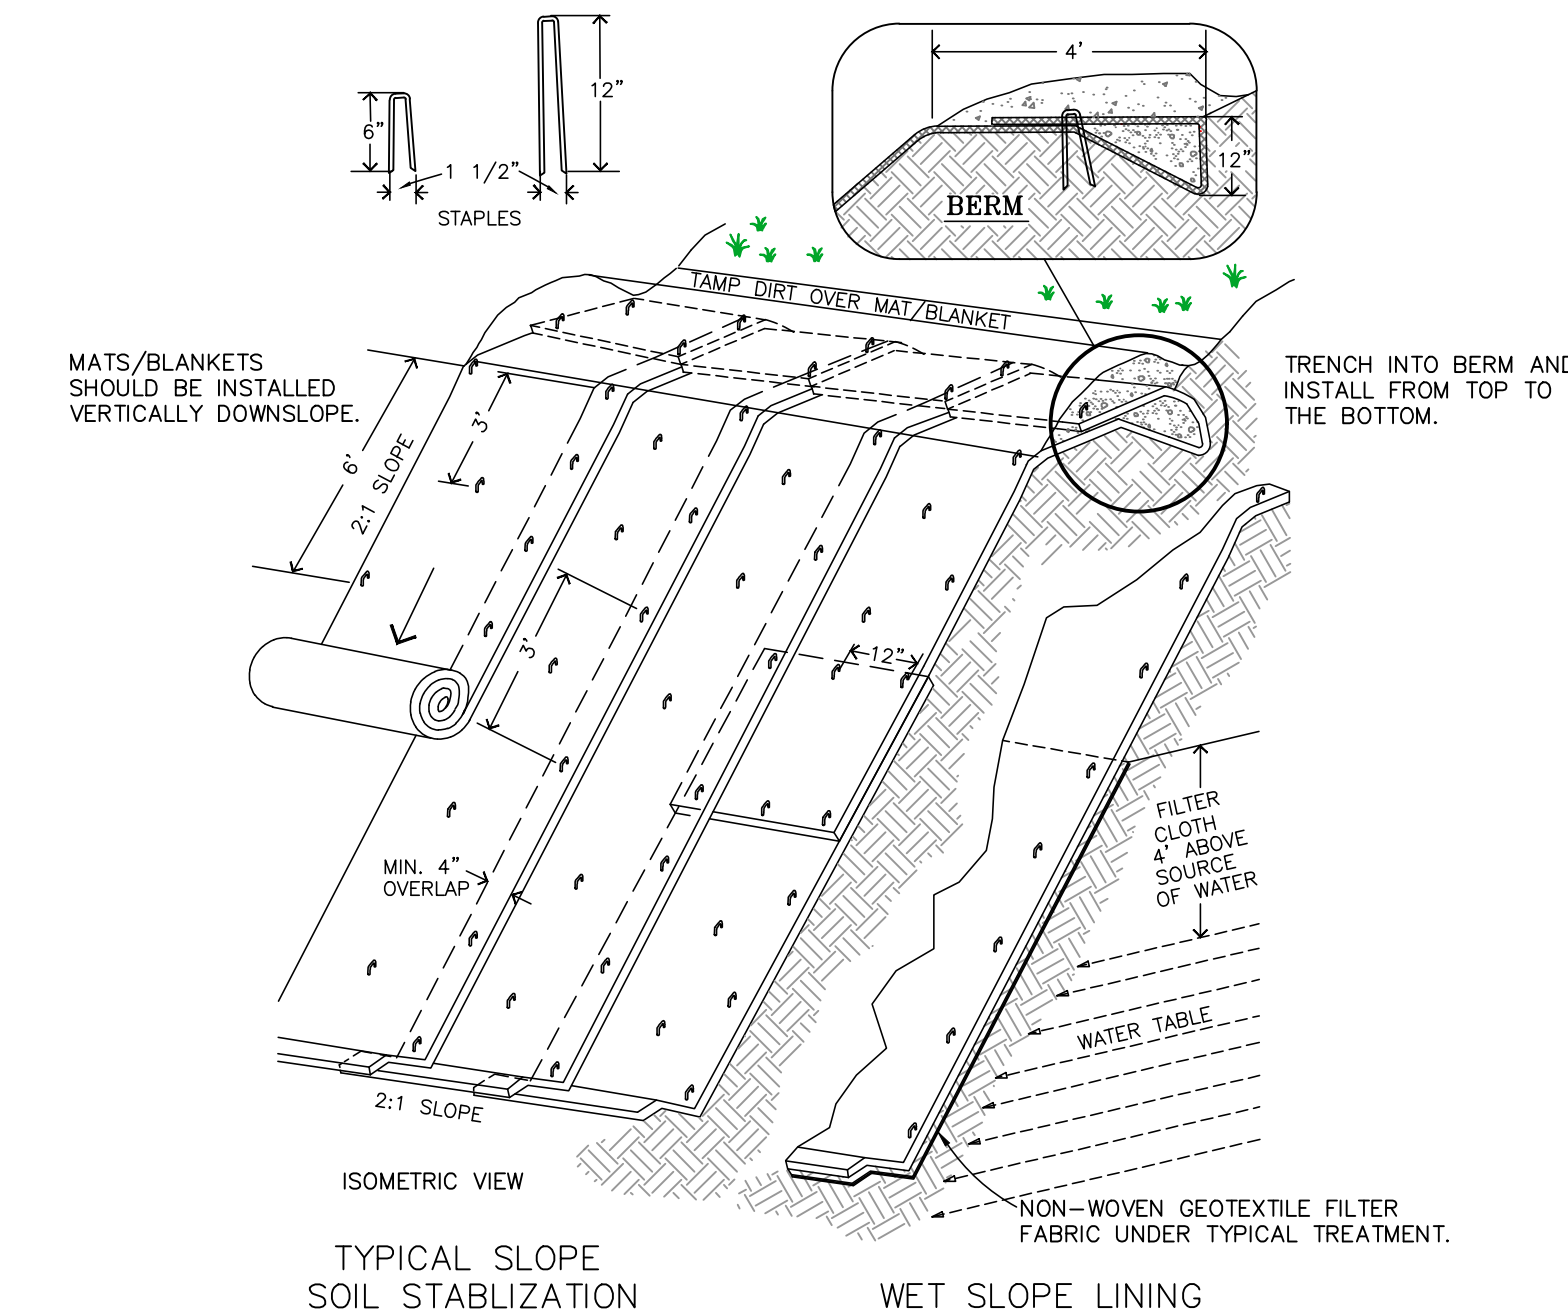 12”
6”
1 1/2”
STAPLES
4’
12”
BERM
TAMP DIRT OVER MAT/BLANKET
MATS/BLANKETS
SHOULD BE INSTALLED
VERTICALLY DOWNSLOPE.
TRENCH INTO BERM AND
INSTALL FROM TOP TO
THE BOTTOM.
3’
6’
2:1 SLOPE
3’
12”
FILTER
CLOTH
4’ ABOVE
SOURCE
OF WATER
MIN. 4”
OVERLAP
WATER TABLE
2:1 SLOPE
ISOMETRIC VIEW
NON-WOVEN GEOTEXTILE FILTER
FABRIC UNDER TYPICAL TREATMENT.
TYPICAL SLOPE
SOIL STABLIZATION
WET SLOPE LINING